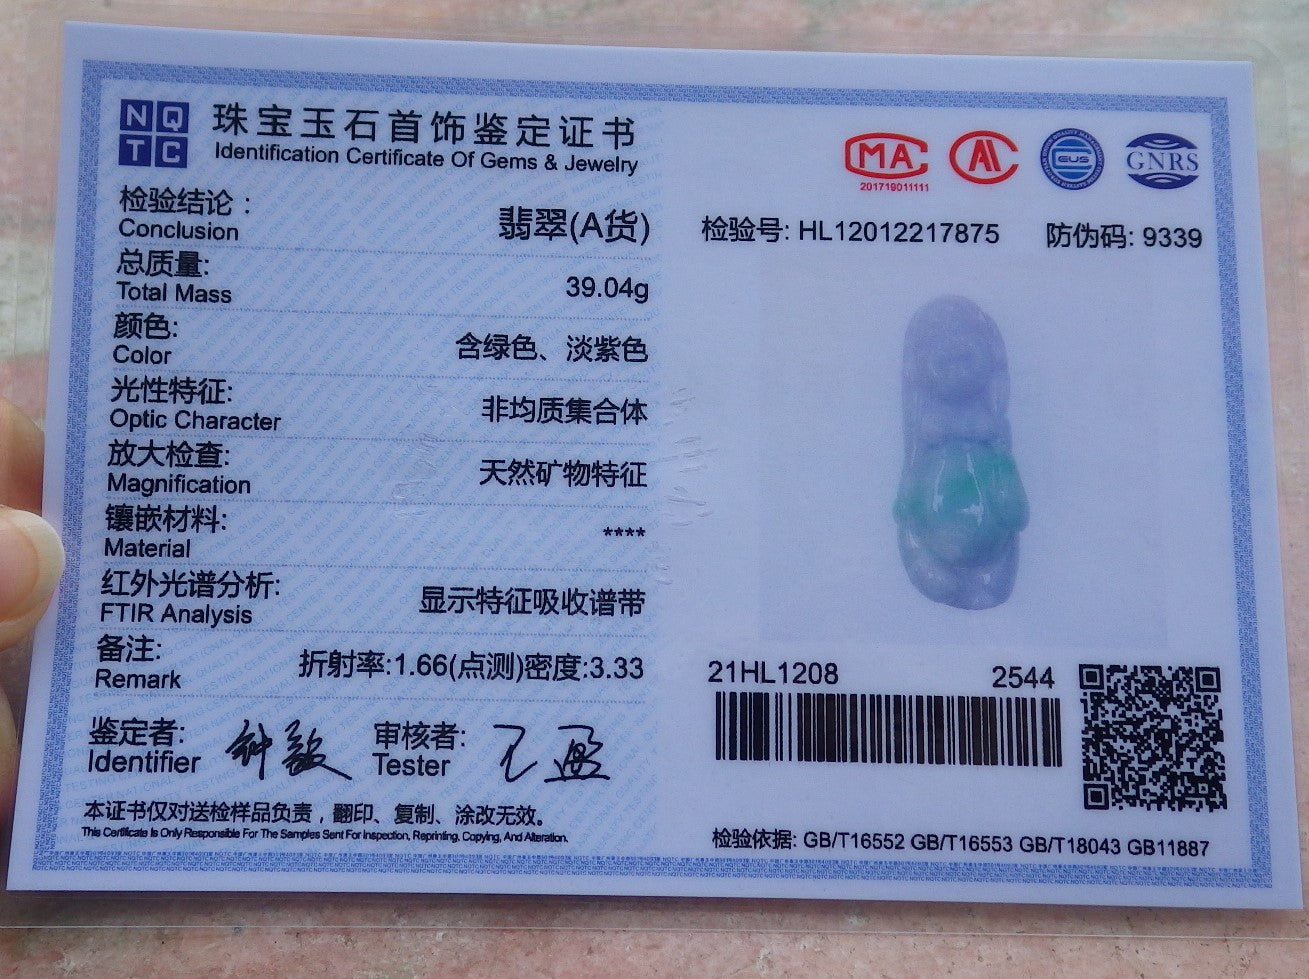 NQTC
珠宝玉石首饰鉴定证书
Identification Certificate Of Gems & Jewelry
检验结论：
Conclusion
翡翠(A货)
总质量:
Total Mass
39.04g
颜色:
Color
含绿色、淡紫色
光性特征:
Optic Character
非均质集合体
放大检查:
Magnification
天然矿物特征
镶嵌材料:
Material
****
红外光谱分析:
FTIR Analysis
显示特征吸收谱带
备注:
Remark
折射率:1.66(点测)密度:3.33
鉴定者:
Identifier
审核者:
Tester
本证书仅对送检样品负责，翻印、复制、涂改无效。
This Certificate Is Only Responsible For The Samples Sent For Inspection, Reprinting, Copying, And Alteration.
MA
201719011111
GNRS
检验号: HL12012217875 防伪码: 9339
21HL1208 2544
检验依据: GB/T16552 GB/T16553 GB/T18043 GB11887